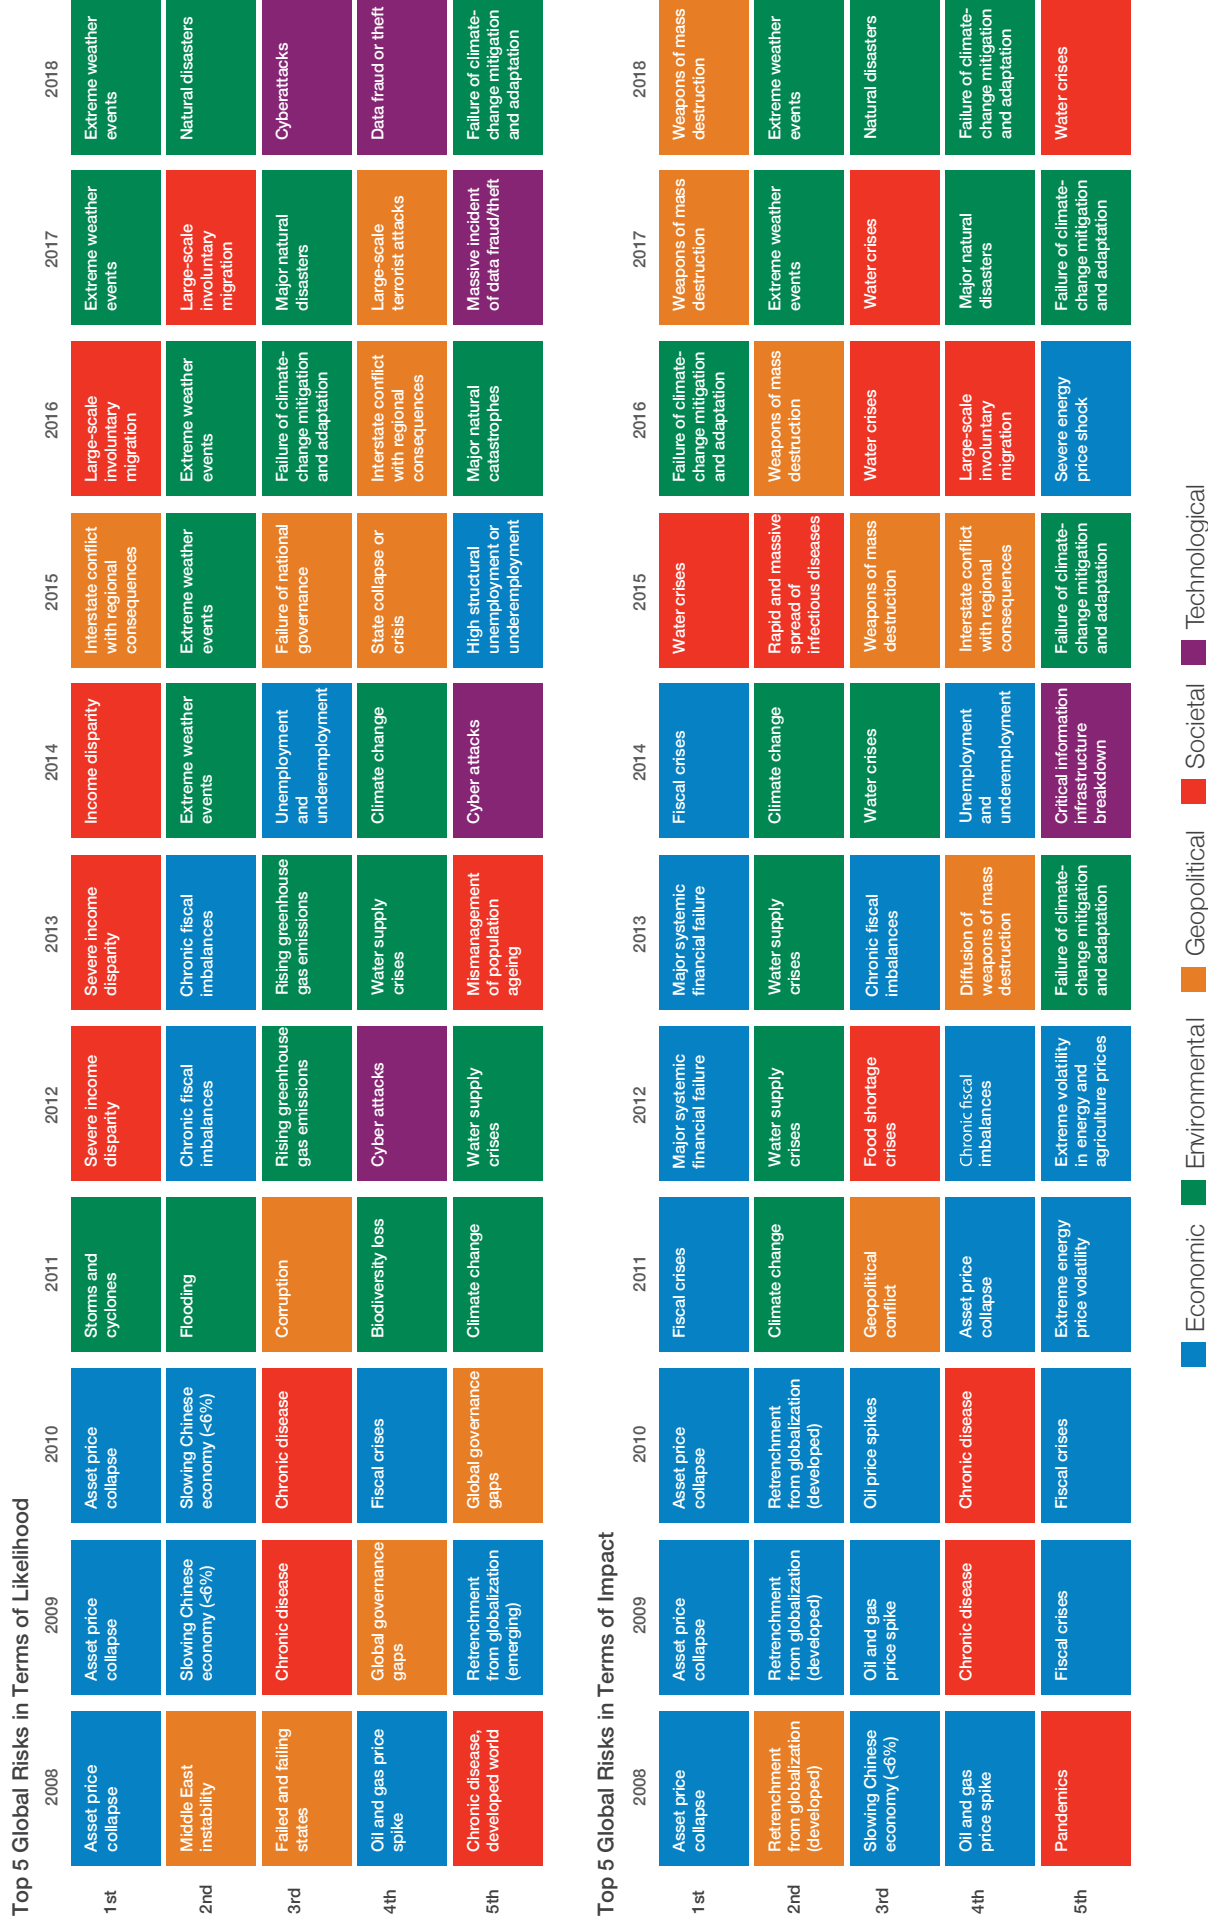 Top 5 Global Risks in Terms of Likelihood
2008
2009
2010
2011
2012
2013
2014
2015
2016
2017
2018
1st
Asset price
collapse
Asset price
collapse
Asset price
collapse
Storms and
cyclones
Severe income
disparity
Severe income
disparity
Income disparity
Interstate conflict
with regional
consequences
Large-scale
involuntary
migration
Extreme weather
events
Extreme weather
events
2nd
Middle East
instability
Slowing Chinese
economy (<6%)
Slowing Chinese
economy (<6%)
Flooding
Chronic fiscal
imbalances
Chronic fiscal
imbalances
Extreme weather
events
Extreme weather
events
Extreme weather
events
Large-scale
involuntary
migration
Natural disasters
3rd
Failed and failing
states
Chronic disease
Chronic disease
Corruption
Rising greenhouse
gas emissions
Rising greenhouse
gas emissions
Unemployment
and
underemployment
Failure of national
governance
Failure of climate-
change mitigation
and adaptation
Major natural
disasters
Cyberattacks
4th
Oil and gas price
spike
Global governance
gaps
Fiscal crises
Biodiversity loss
Cyber attacks
Water supply
crises
Climate change
State collapse or
crisis
Interstate conflict
with regional
consequences
Large-scale
terrorist attacks
Data fraud or theft
5th
Chronic disease,
developed world
Retrenchment
from globalization
(emerging)
Global governance
gaps
Climate change
Water supply
crises
Mismanagement
of population
ageing
Cyber attacks
High structural
unemployment or
underemployment
Major natural
catastrophes
Massive incident
of data fraud/theft
Failure of climate-
change mitigation
and adaptation
Top 5 Global Risks in Terms of Impact
2008
2009
2010
2011
2012
2013
2014
2015
2016
2017
2018
1st
Asset price
collapse
Asset price
collapse
Asset price
collapse
Fiscal crises
Major systemic
financial failure
Major systemic
financial failure
Fiscal crises
Water crises
Failure of climate-
change mitigation
and adaptation
Weapons of mass
destruction
Weapons of mass
destruction
2nd
Retrenchment
from globalization
(developed)
Retrenchment
from globalization
(developed)
Retrenchment
from globalization
(developed)
Climate change
Water supply
crises
Water supply
crises
Climate change
Rapid and massive
spread of
infectious diseases
Weapons of mass
destruction
Extreme weather
events
Extreme weather
events
3rd
Slowing Chinese
economy (<6%)
Oil and gas
price spike
Oil price spikes
Geopolitical
conflict
Food shortage
crises
Chronic fiscal
imbalances
Water crises
Weapons of mass
destruction
Water crises
Water crises
Natural disasters
4th
Oil and gas
price spike
Chronic disease
Chronic disease
Asset price
collapse
Chronic fiscal
imbalances
Diffusion of
weapons of mass
destruction
Unemployment
and
underemployment
Interstate conflict
with regional
consequences
Large-scale
involuntary
migration
Major natural
disasters
Failure of climate-
change mitigation
and adaptation
5th
Pandemics
Fiscal crises
Fiscal crises
Extreme energy
price volatility
Extreme volatility
in energy and
agriculture prices
Failure of climate-
change mitigation
and adaptation
Critical information
infrastructure
breakdown
Failure of climate-
change mitigation
and adaptation
Severe energy
price shock
Failure of climate-
change mitigation
and adaptation
Water crises
Economic
Environmental
Geopolitical
Societal
Technological